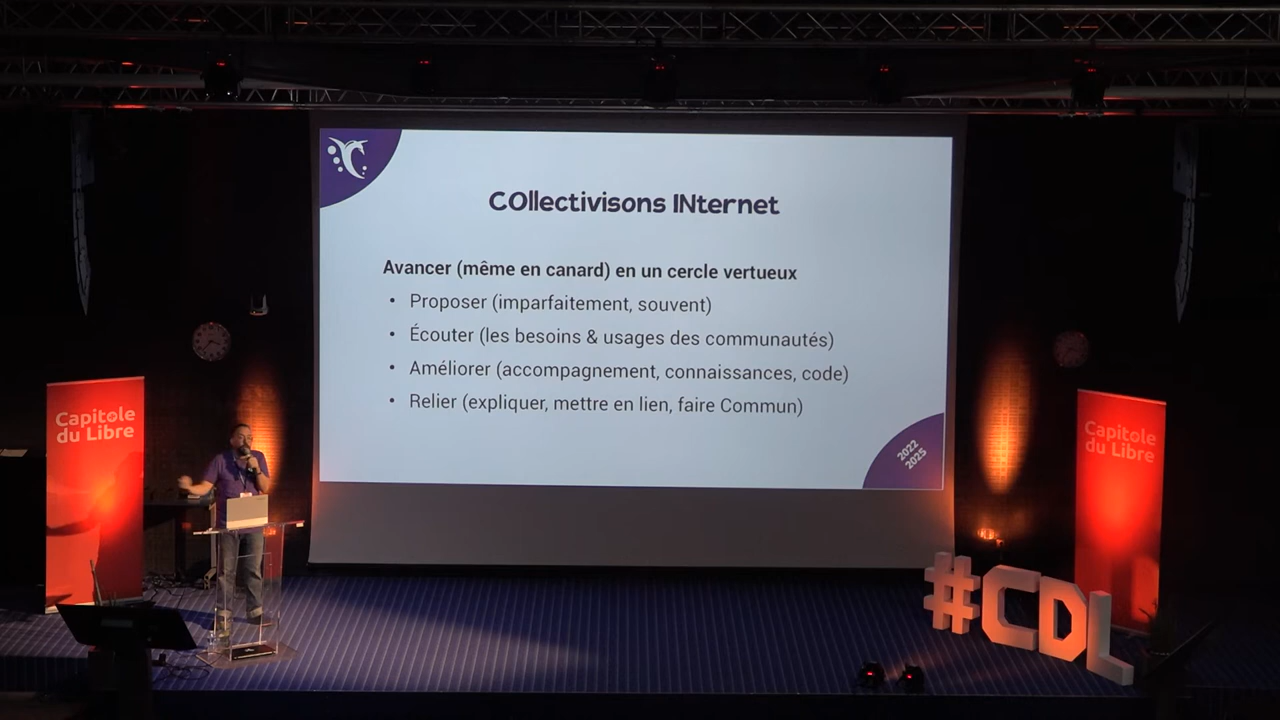 COllectivisons INternet
Avancer (même en canard) en un cercle vertueux
• Proposer (imparfaitement, souvent)
• Écouter (les besoins & usages des communautés)
• Améliorer (accompagnement, connaissances, code)
• Relier (expliquer, mettre en lien, faire Commun)
2022
2025
Capitole
du Libre
Capitole
du Libre
#CDL